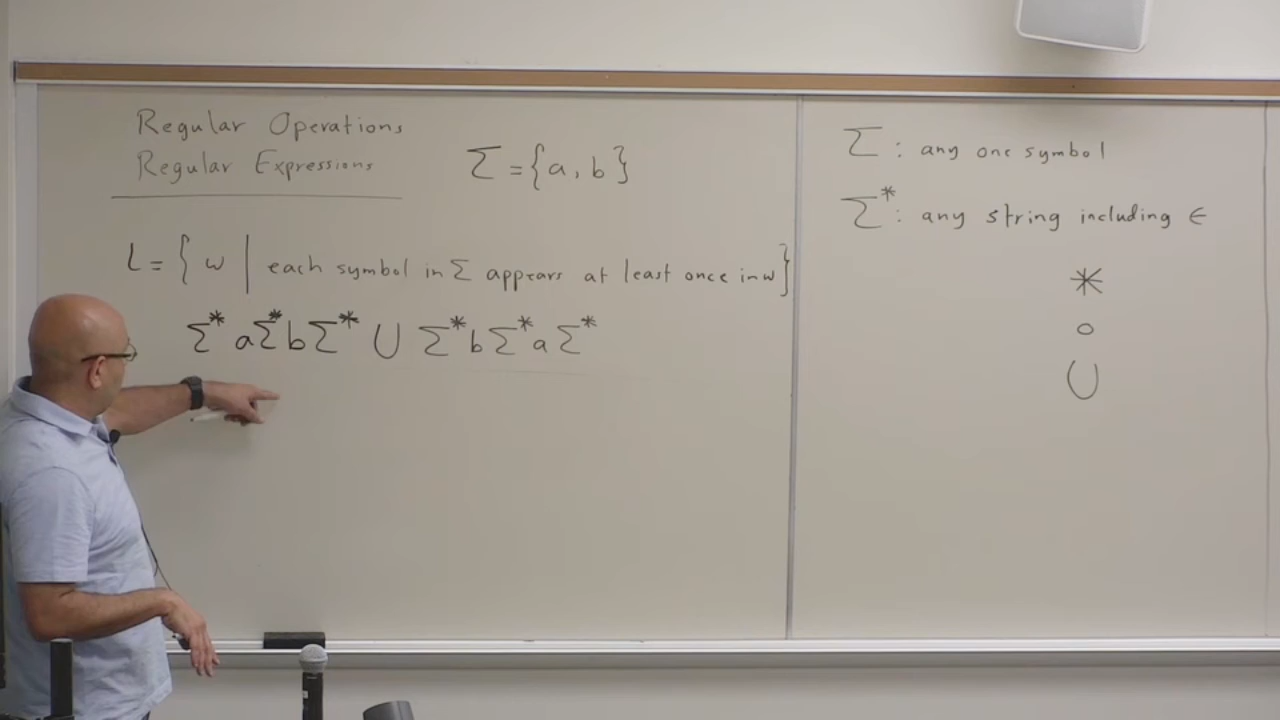 Regular Operations
Regular Expressions
Σ = {a, b}
L = { w | each symbol in Σ appears at least once in w}
Σ* a Σ* b Σ* ∪ Σ* b Σ* a Σ*
Σ : any one symbol
Σ* : any string including ∈
*
∘
∪